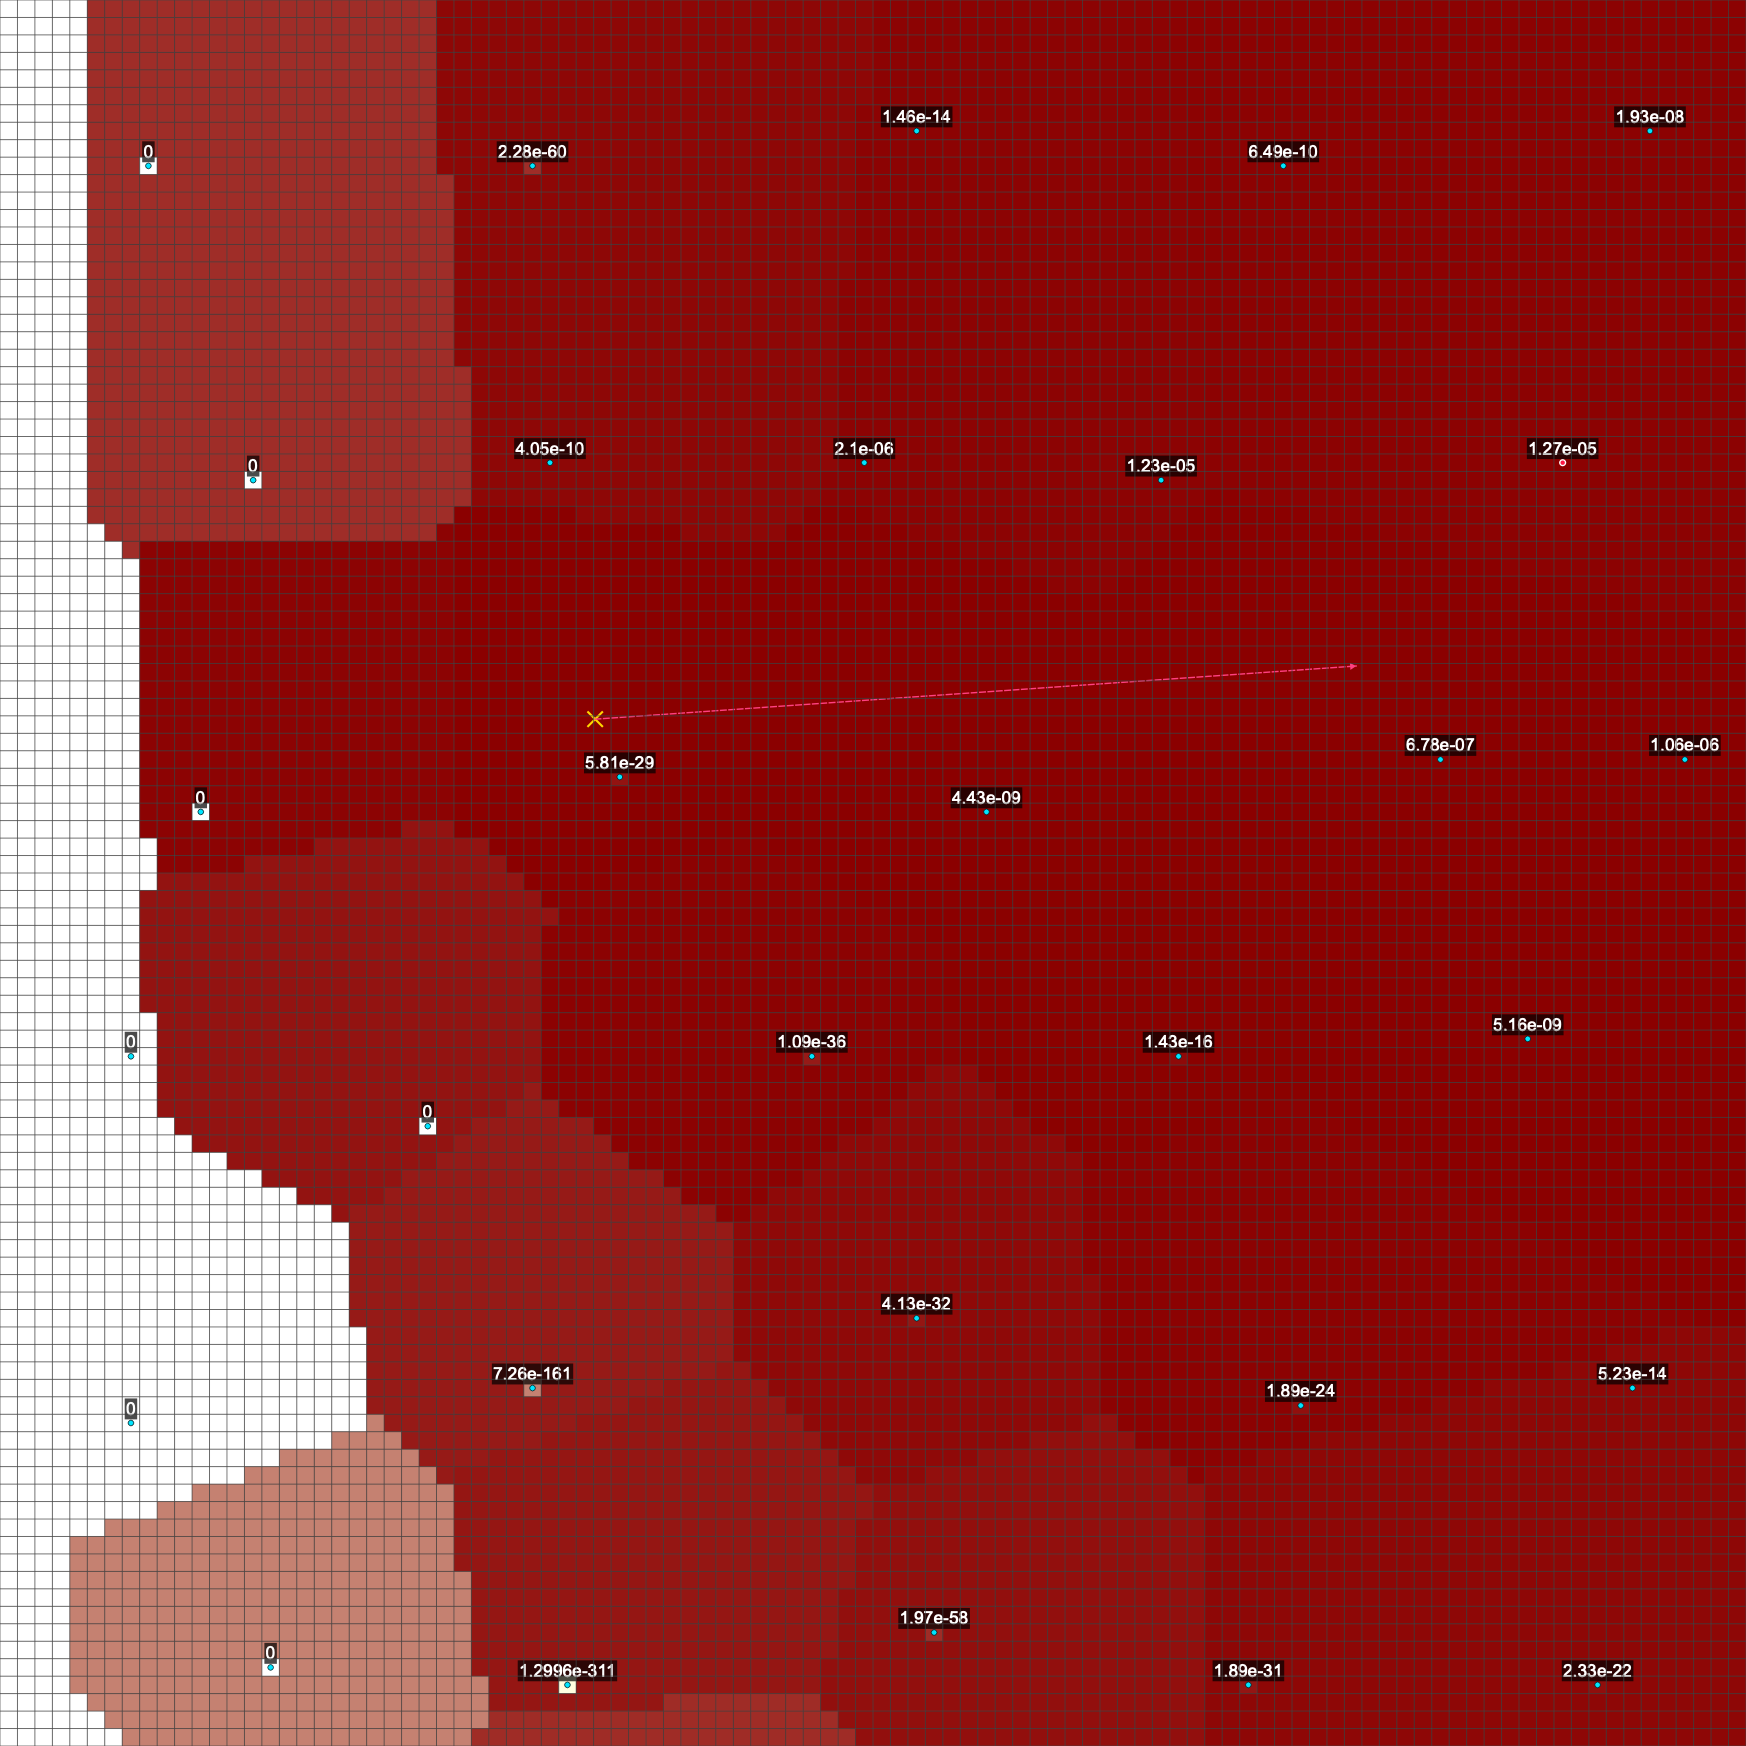 1.46e-14
1.93e-08
0
2.28e-60
6.49e-10
4.05e-10
2.1e-06
1.27e-05
0
1.23e-05
6.78e-07
1.06e-06
5.81e-29
0
4.43e-09
5.16e-09
0
1.09e-36
1.43e-16
0
4.13e-32
7.26e-161
5.23e-14
1.89e-24
0
1.97e-58
0
1.2996e-311
1.89e-31
2.33e-22